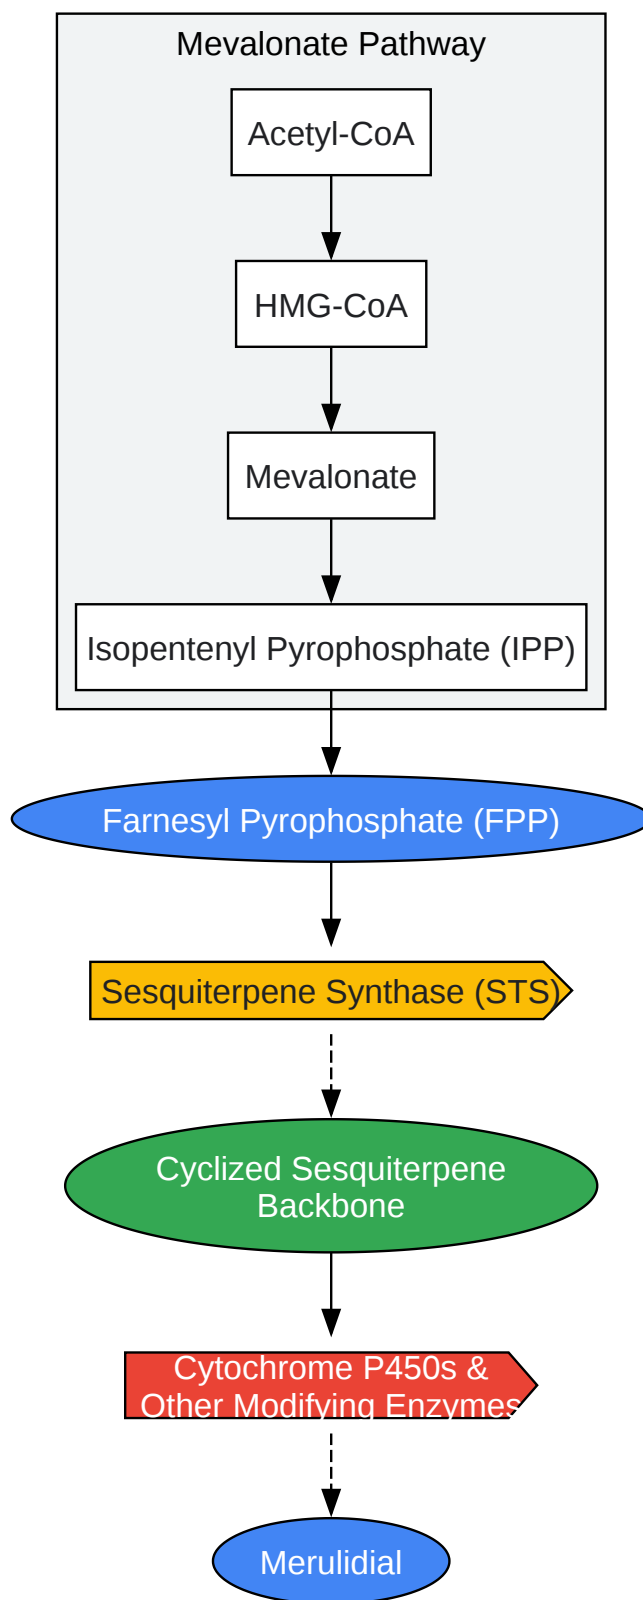 Mevalonate Pathway
Acetyl-CoA
HMG-CoA
Mevalonate
Isopentenyl Pyrophosphate (IPP)
Farnesyl Pyrophosphate (FPP)
Sesquiterpene Synthase (STS)
Cyclized Sesquiterpene
Backbone
Cytochrome P450s &
Other Modifying Enzymes
Merulidial